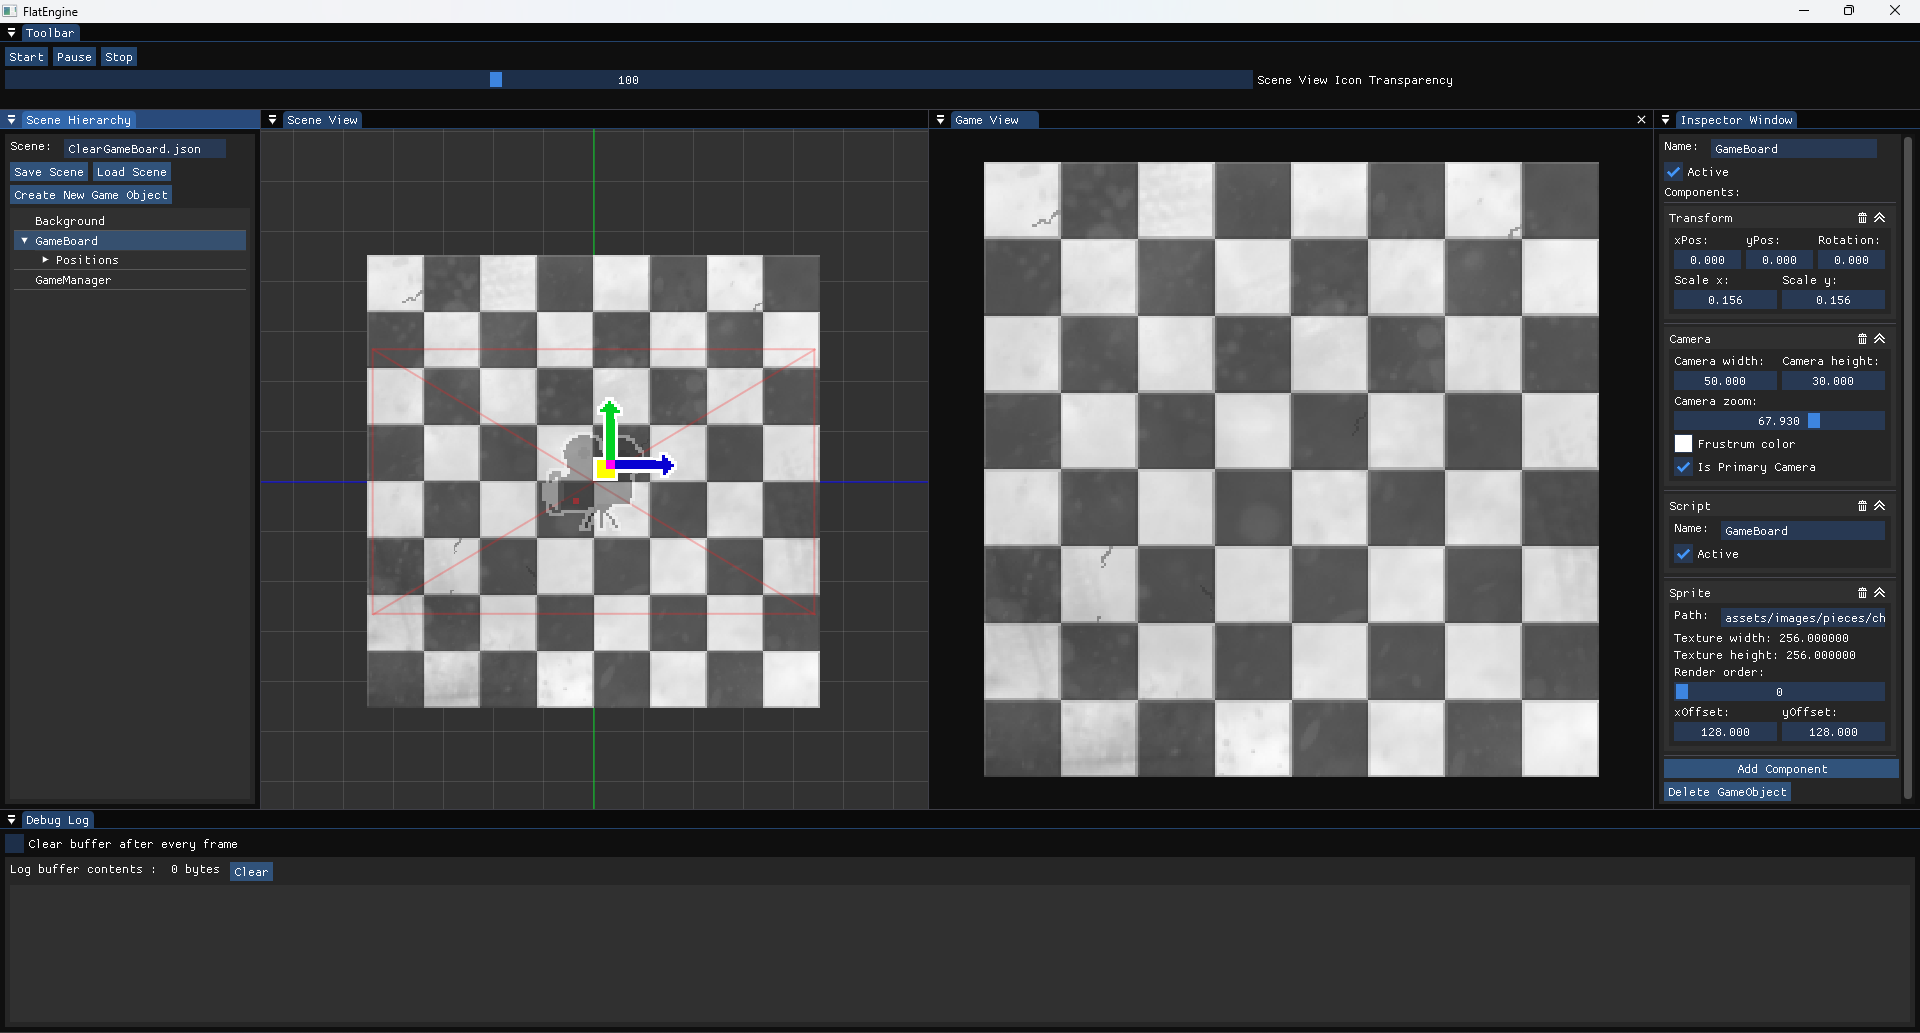 FlatEngine
Toolbar
Start Pause Stop
100 Scene View Icon Transparency
Scene Hierarchy
Scene: ClearGameBoard.json
Save Scene Load Scene
Create New Game Object
Background
GameBoard
Positions
GameManager
Scene View
Game View
Inspector Window
Name: GameBoard
Active
Components:
Transform
xPos: yPos: Rotation:
0.000 0.000 0.000
Scale x: Scale y:
0.156 0.156
Camera
Camera width: Camera height:
50.000 30.000
Camera zoom:
67.930
Frustrum color
Is Primary Camera
Script
Name: GameBoard
Active
Sprite
Path: assets/images/pieces/ch
Texture width: 256.000000
Texture height: 256.000000
Render order:
0
xOffset: yOffset:
128.000 128.000
Add Component
Delete GameObject
Debug Log
Clear buffer after every frame
Log buffer contents : 0 bytes Clear